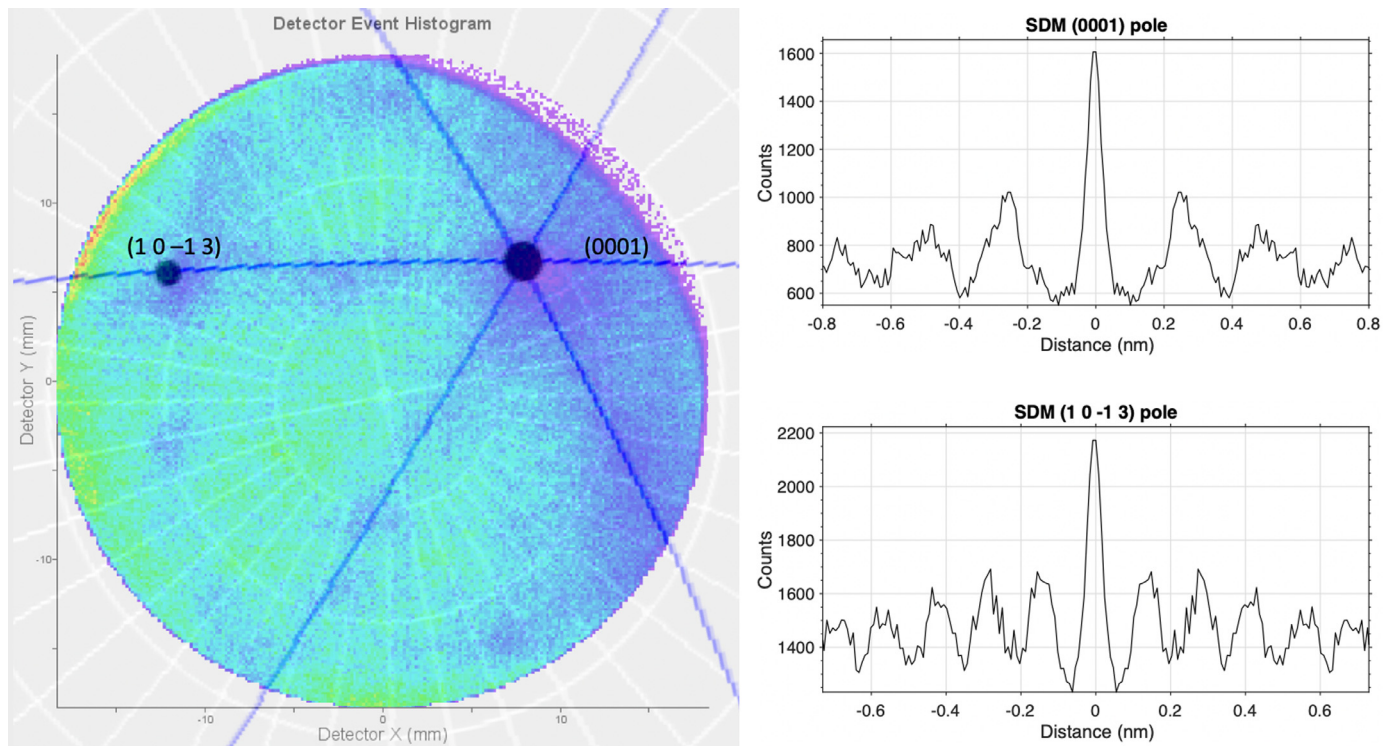 Detector Event Histogram
10
0
-10
-10
0
10
Detector Y (mm)
Detector X (mm)
(1 0 –1 3)
(0001)
SDM (0001) pole
1600
1400
1200
1000
800
600
-0.8 -0.6 -0.4 -0.2 0 0.2 0.4 0.6 0.8
Counts
Distance (nm)
SDM (1 0 -1 3) pole
2200
2000
1800
1600
1400
-0.6 -0.4 -0.2 0 0.2 0.4 0.6
Counts
Distance (nm)